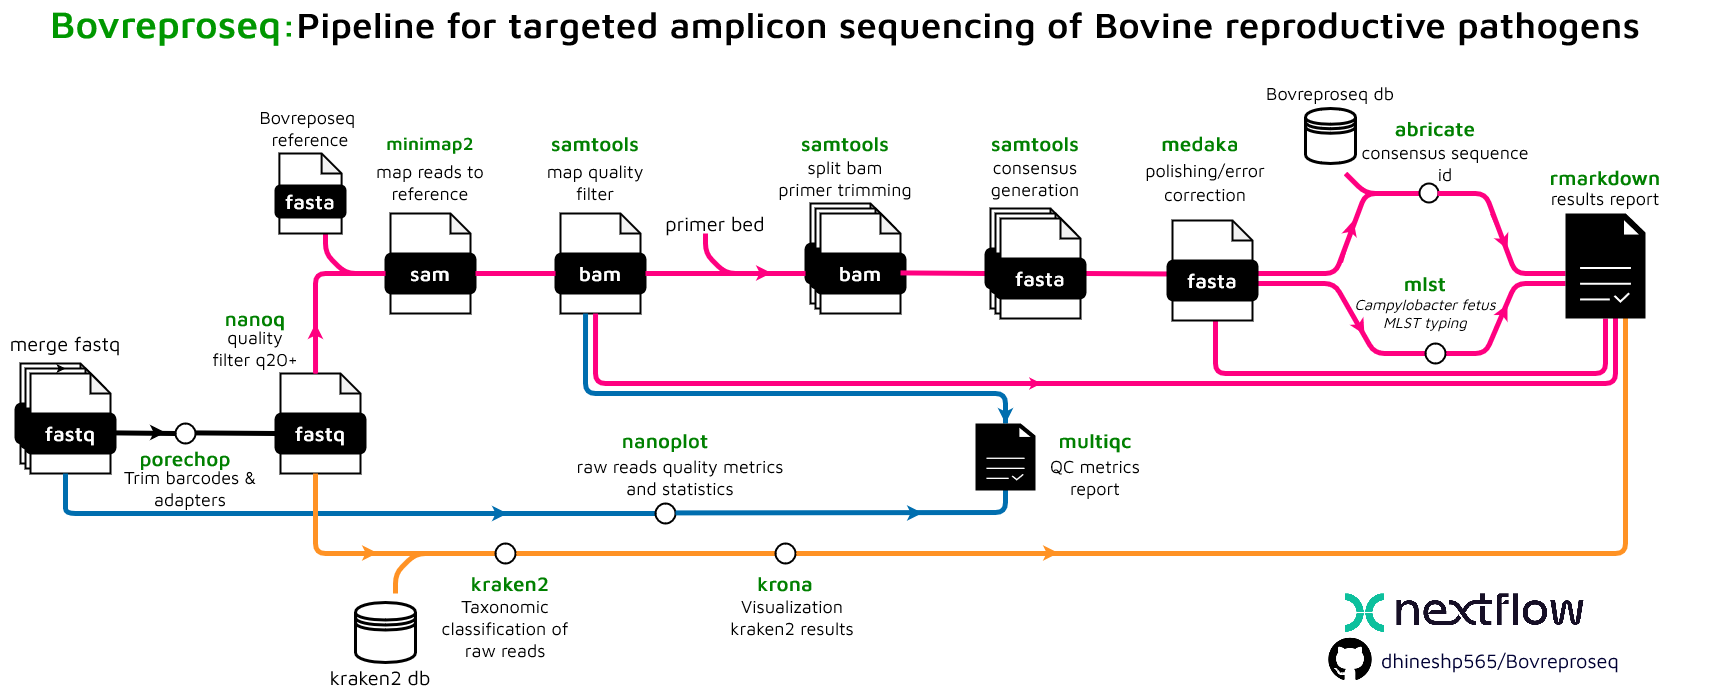 Bovreproseq:Pipeline for targeted amplicon sequencing of Bovine reproductive pathogens
Bovreposeq
reference
fasta
minimap2
map reads to
reference
sam
samtools
map quality
filter
bam
primer bed
samtools
split bam
primer trimming
bam
samtools
consensus
generation
fasta
medaka
polishing/error
correction
fasta
Bovreproseq db
abricate
consensus sequence
id
mlst
Campylobacter fetus
MLST typing
rmarkdown
results report
nanoq
quality
filter q20+
merge fastq
fastq
porechop
Trim barcodes &
adapters
fastq
nanoplot
raw reads quality metrics
and statistics
multiqc
QC metrics
report
kraken2
Taxonomic
classification of
raw reads
kraken2 db
krona
Visualization
kraken2 results
nextflow
dhineshp565/Bovreproseq